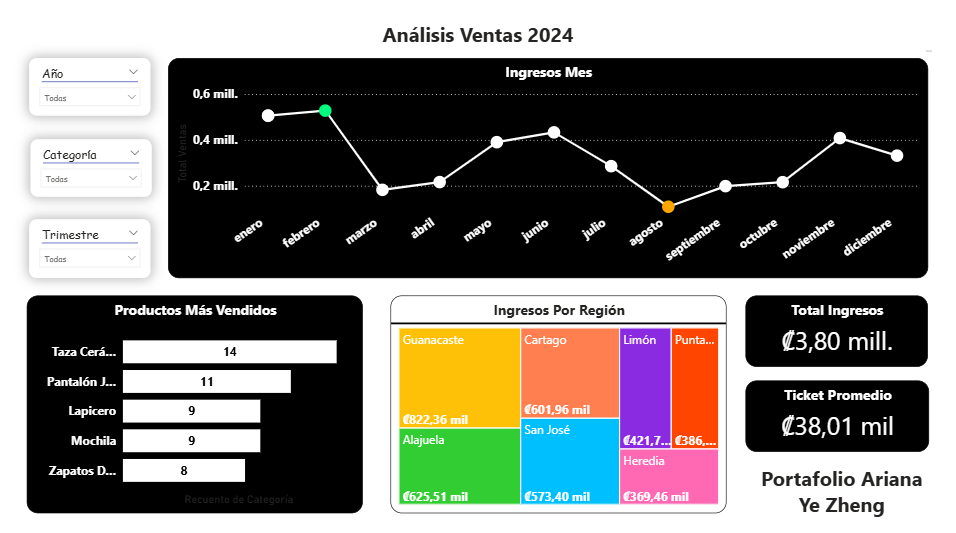 Análisis Ventas 2024
Año
Todas
Categoría
Todas
Trimestre
Todas
Ingresos Mes
Total Ventas
0,6 mill.
0,4 mill.
0,2 mill.
enero
febrero
marzo
abril
mayo
junio
julio
agosto
septiembre
octubre
noviembre
diciembre
Productos Más Vendidos
Taza Cerá... 14
Pantalón J... 11
Lapicero 9
Mochila 9
Zapatos D... 8
Recuento de Categoría
Ingresos Por Región
Guanacaste
₡822,36 mil
Alajuela
₡625,51 mil
Cartago
₡601,96 mil
San José
₡573,40 mil
Limón
₡421,7...
Punta...
₡386,...
Heredia
₡369,46 mil
Total Ingresos
₡3,80 mill.
Ticket Promedio
₡38,01 mil
Portafolio Ariana
Ye Zheng